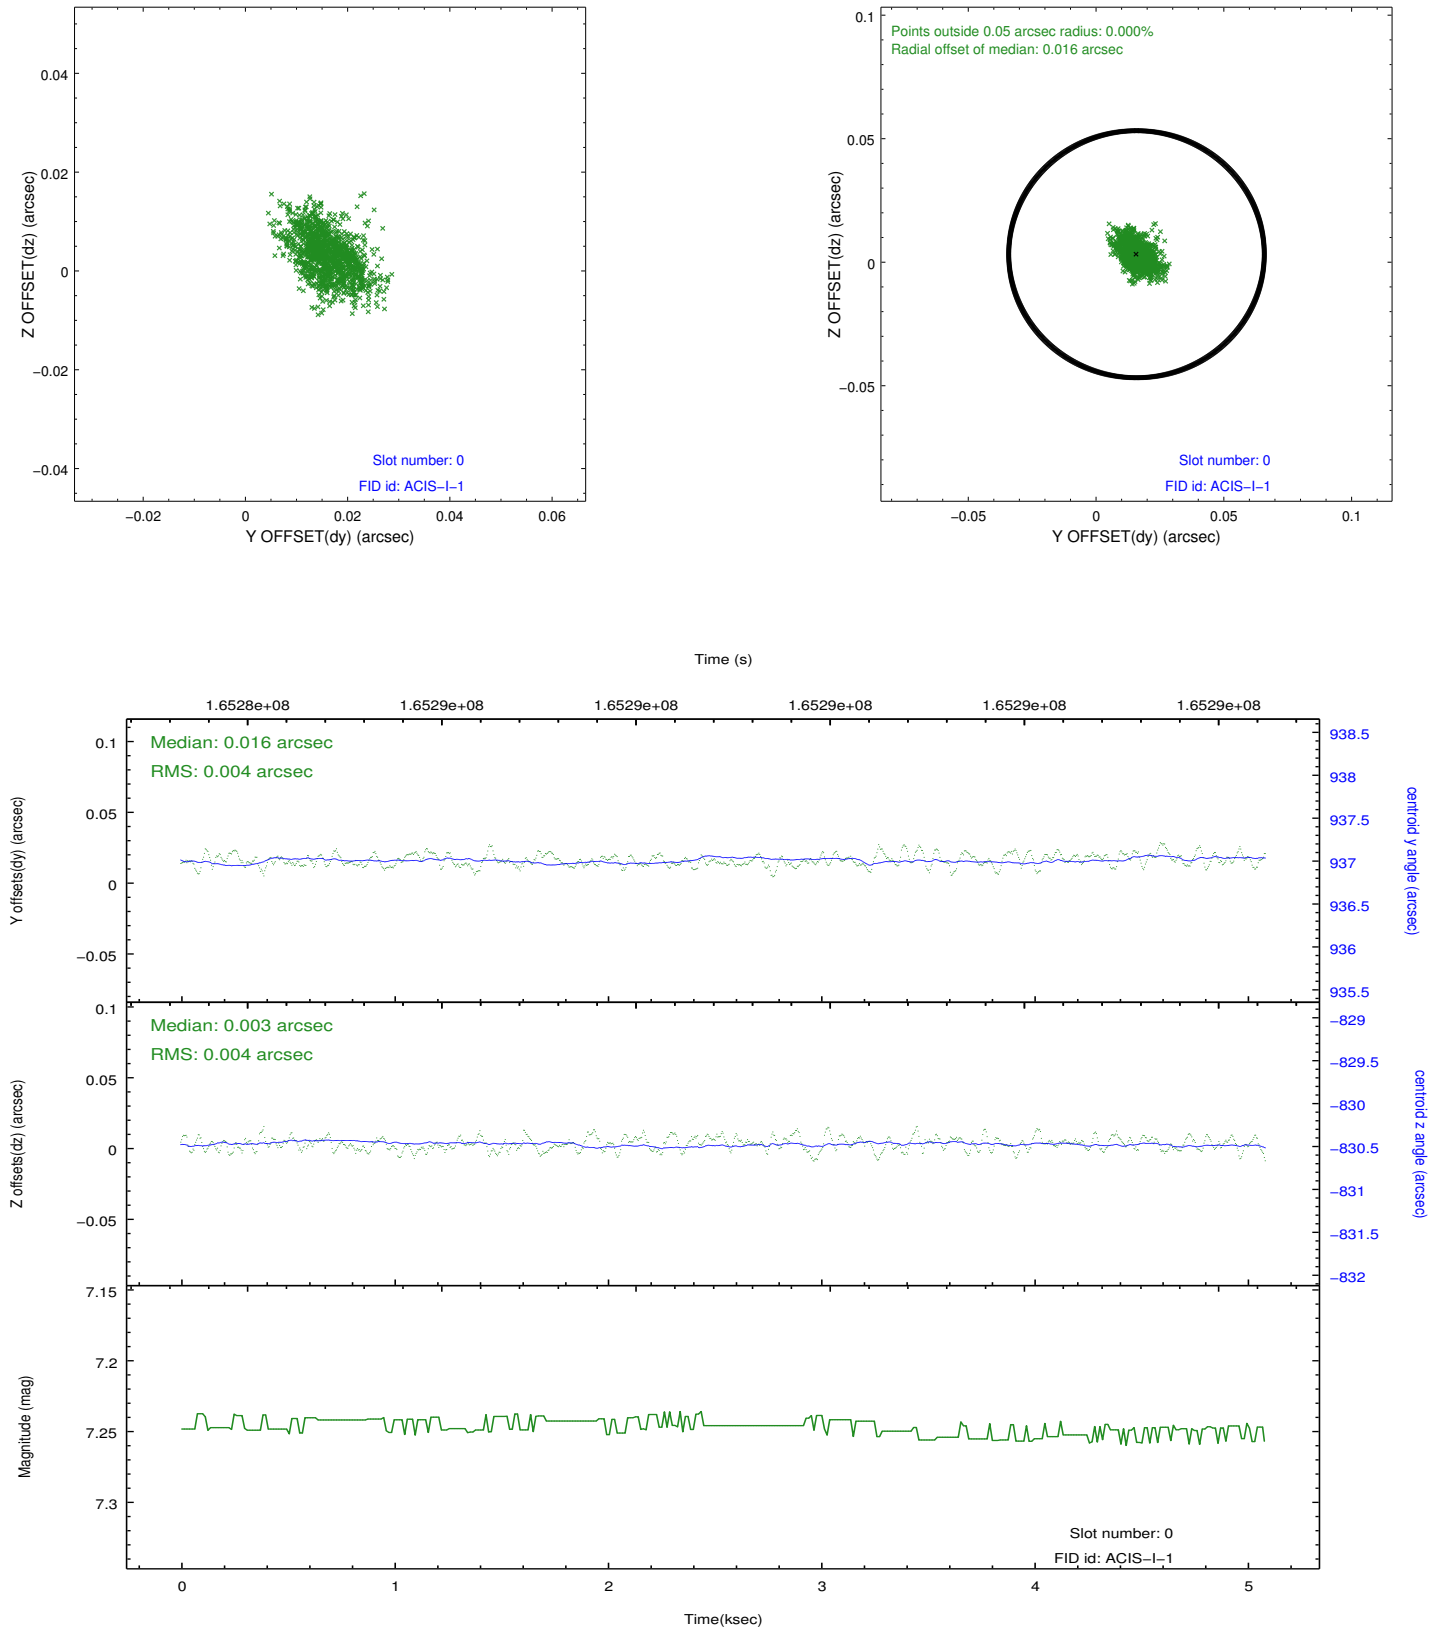 0.04
0.02
0
−0.02
−0.04
Z OFFSET(dz) (arcsec)
Slot number: 0
FID id: ACIS−I−1
−0.02
0
0.02
0.04
0.06
Y OFFSET(dy) (arcsec)
Points outside 0.05 arcsec radius: 0.000%
Radial offset of median: 0.016 arcsec
0.1
0.05
0
−0.05
Z OFFSET(dz) (arcsec)
Slot number: 0
FID id: ACIS−I−1
−0.05
0
0.05
0.1
Y OFFSET(dy) (arcsec)
Time (s)
1.6528e+08
1.6529e+08
1.6529e+08
1.6529e+08
1.6529e+08
1.6529e+08
Median: 0.016 arcsec
RMS: 0.004 arcsec
0.1
0.05
0
−0.05
Y offsets(dy) (arcsec)
938.5
938
937.5
937
936.5
936
935.5
centroid y angle (arcsec)
Median: 0.003 arcsec
RMS: 0.004 arcsec
0.1
0.05
0
−0.05
Z offsets(dz) (arcsec)
−829
−829.5
−830
−830.5
−831
−831.5
−832
centroid z angle (arcsec)
7.15
7.2
7.25
7.3
Magnitude (mag)
Slot number: 0
FID id: ACIS−I−1
0
1
2
3
4
5
Time(ksec)